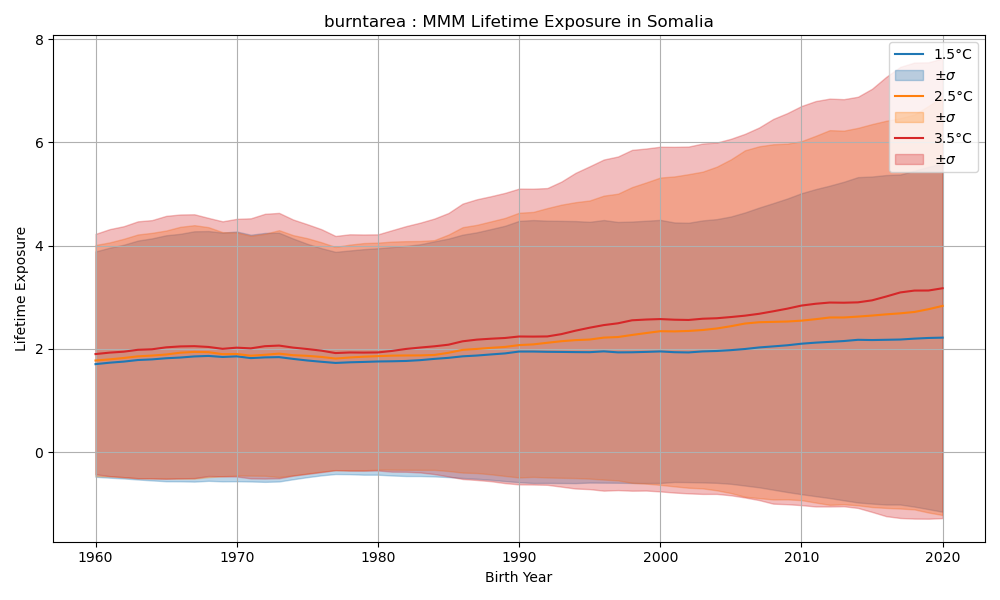 burntarea : MMM Lifetime Exposure in Somalia
8
6
4
2
0
Lifetime Exposure
1.5°C
±σ
2.5°C
±σ
3.5°C
±σ
1960 1970 1980 1990 2000 2010 2020
Birth Year